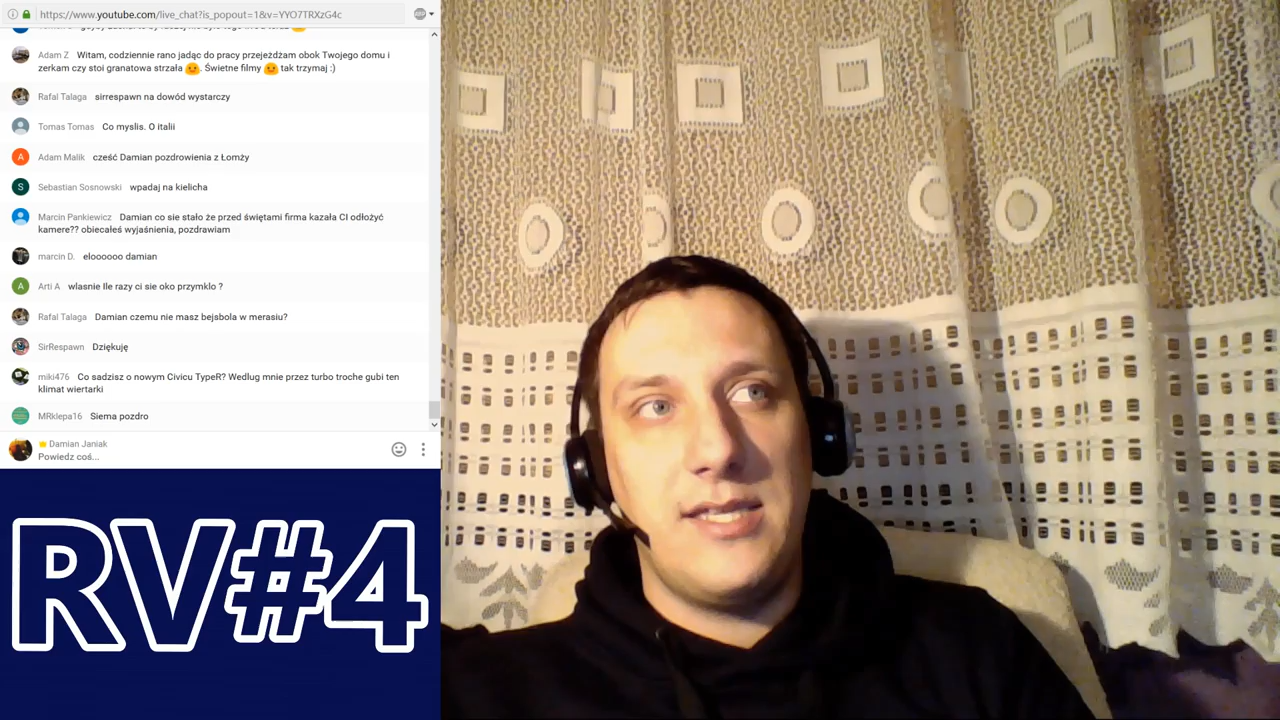 https://www.youtube.com/live_chat?is_popout=1&v=YYO7TRXzG4c
Adam Z Witam, codziennie rano jadąc do pracy przejeżdżam obok Twojego domu i
zerkam czy stoi granatowa strzała . Świetne filmy tak trzymaj :)
Rafal Talaga sirrespawn na dowód wystarczy
Tomas Tomas Co myslis. O italii
A Adam Malik cześć Damian pozdrowienia z Łomży
S Sebastian Sosnowski wpadaj na kielicha
Marcin Pankiewicz Damian co sie stało że przed świętami firma kazała CI odłożyć
kamere?? obiecałeś wyjaśnienia, pozdrawiam
marcin D. eloooooo damian
A Arti A wlasnie Ile razy ci sie oko przymklo ?
Rafal Talaga Damian czemu nie masz bejsbola w merasiu?
SirRespawn Dziękuję
miki476 Co sadzisz o nowym Civicu TypeR? Wedlug mnie przez turbo troche gubi ten
klimat wiertarki
MRklepa16 Siema pozdro
Damian Janiak
Powiedz coś...
RV#4